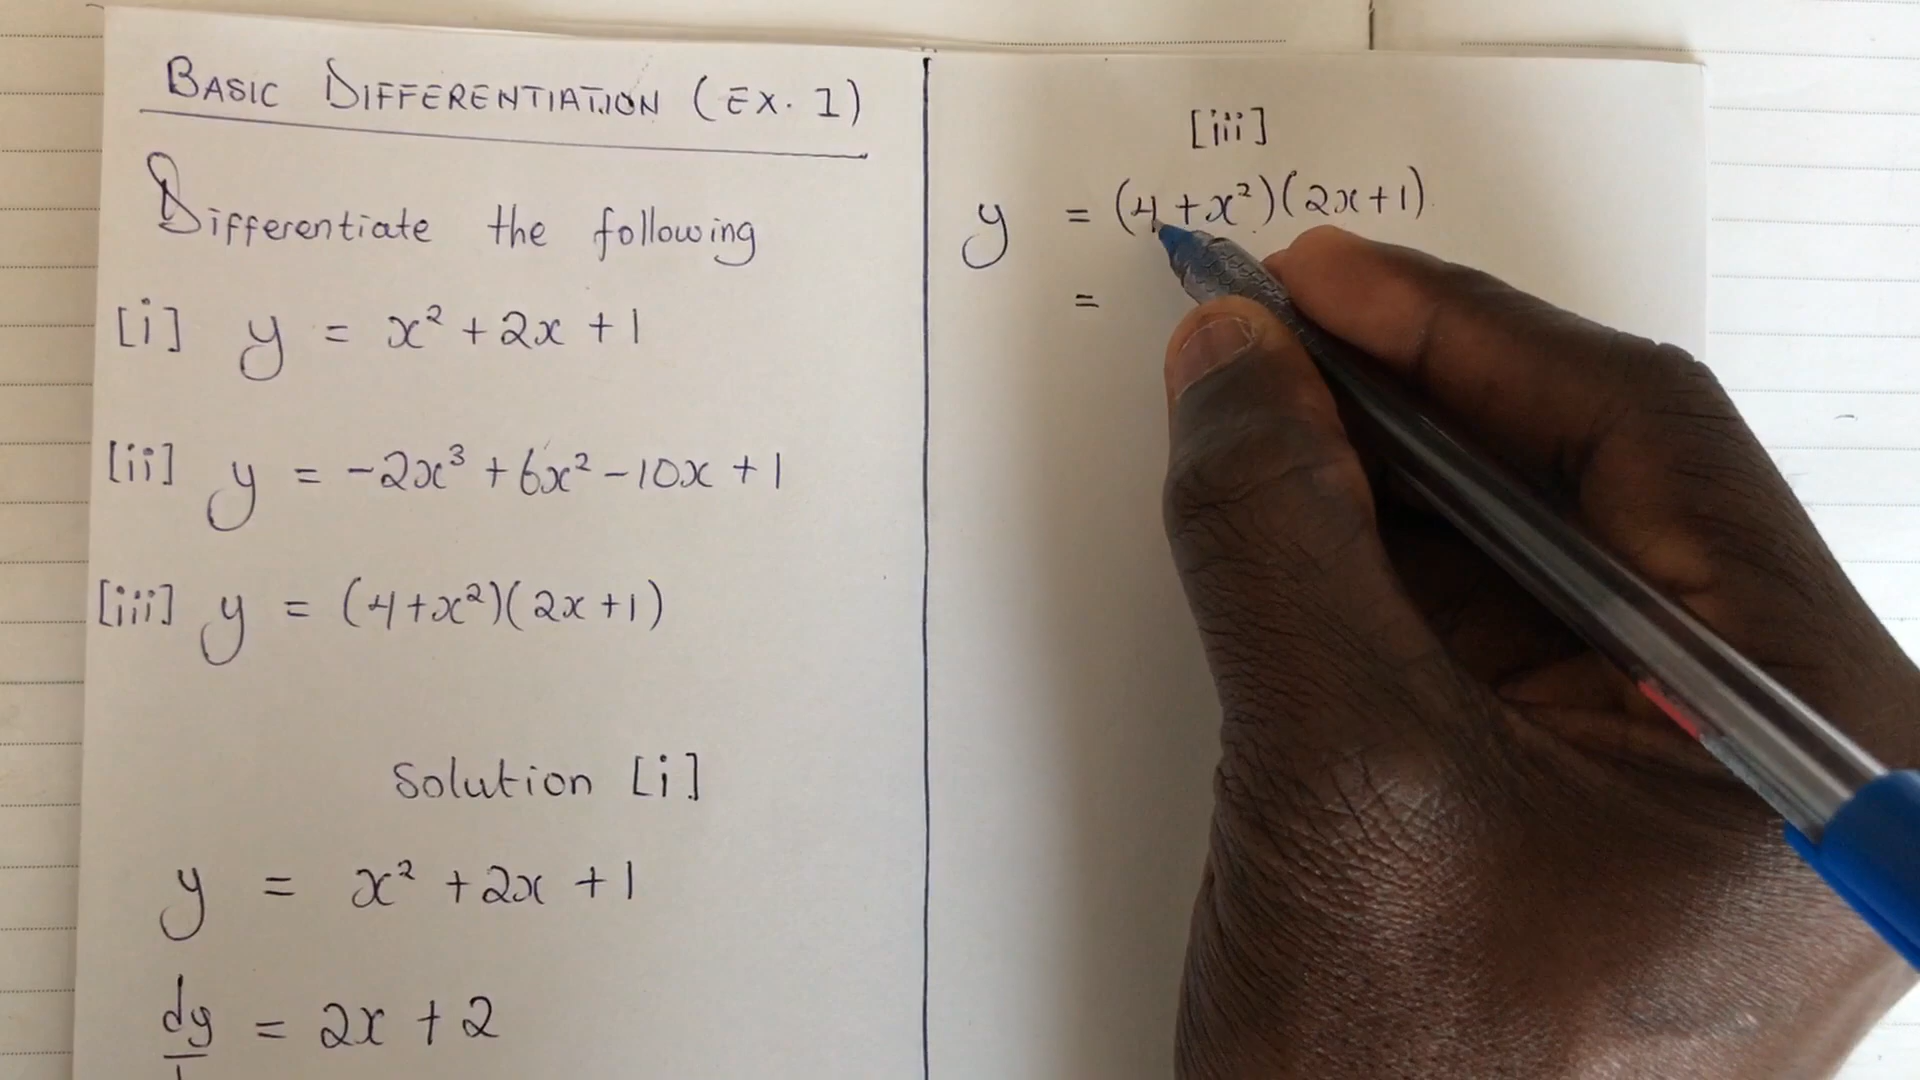 BASIC DIFFERENTIATION (EX. 1)
Differentiate the following
[i] y = x² + 2x + 1
[ii] y = -2x³ + 6x² - 10x + 1
[iii] y = (4+x²)(2x+1)
Solution [i]
y = x² + 2x + 1
dy = 2x + 2
[iii]
y = (4+x²)(2x+1)
=